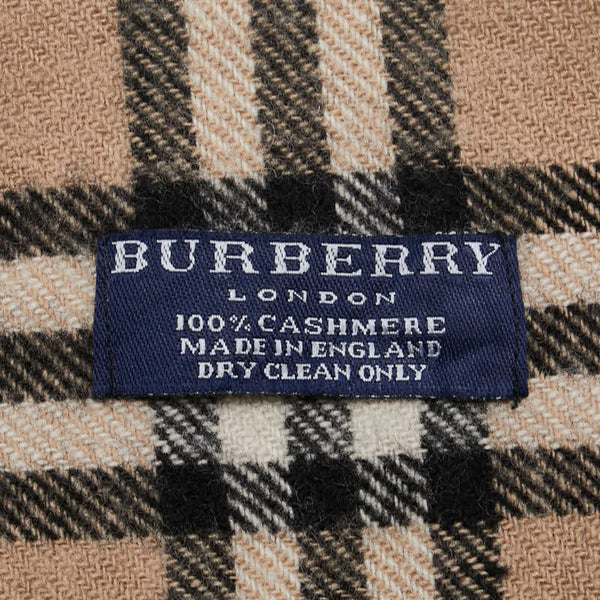 BURBERRY
LONDON
100% CASHMERE
MADE IN ENGLAND
DRY CLEAN ONLY